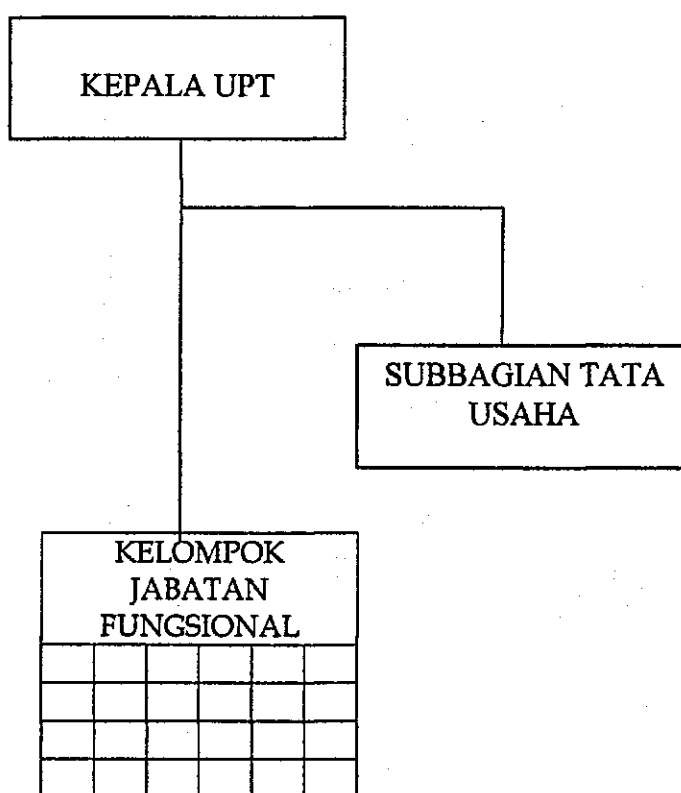 KEPALA UPT
SUBBAGIAN TATA
USAHA
KELOMPOK
JABATAN
FUNGSIONAL